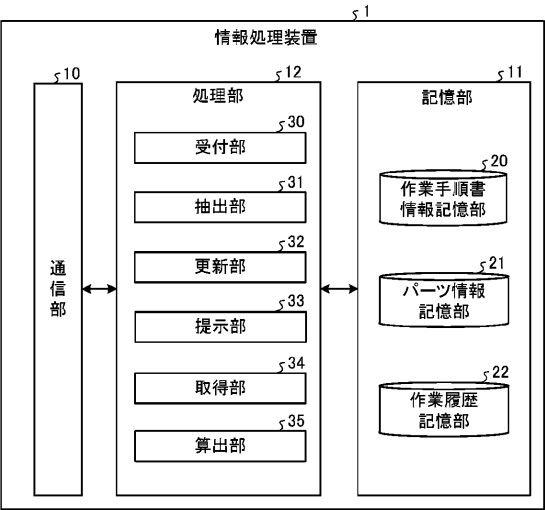 1
情報処理装置
10
通信部
12
処理部
30
受付部
31
抽出部
32
更新部
33
提示部
34
取得部
35
算出部
11
記憶部
20
作業手順書
情報記憶部
21
パーツ情報
記憶部
22
作業履歴
記憶部